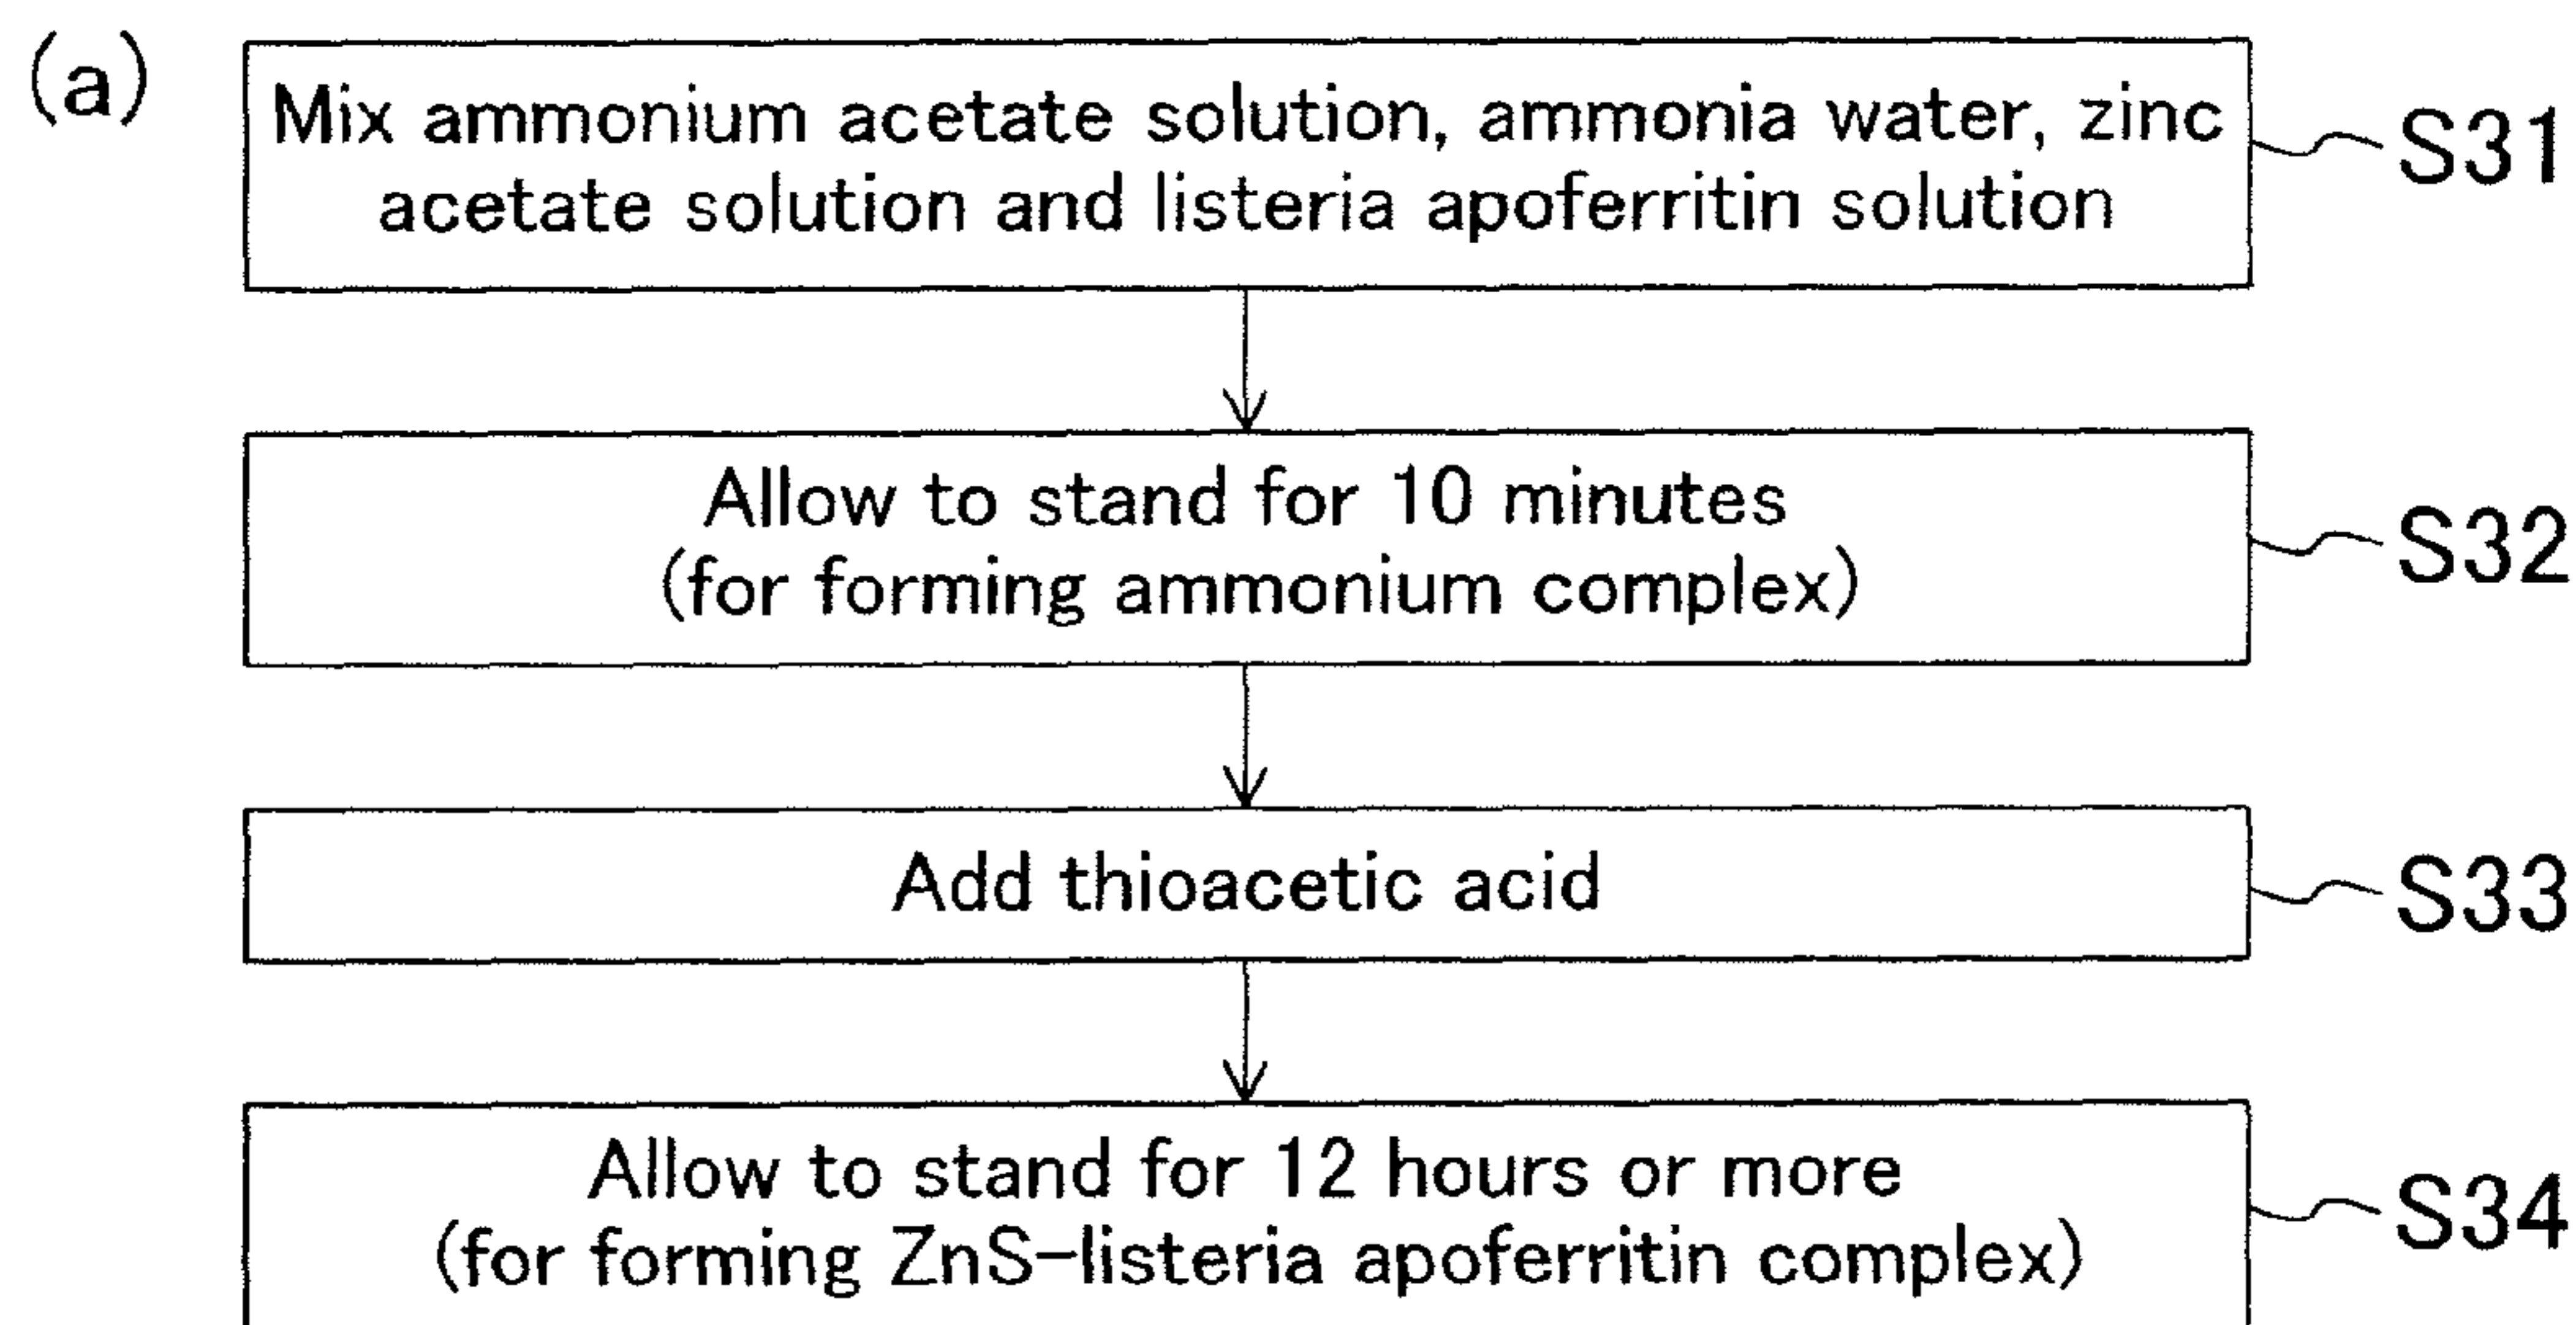 (a)
Mix ammonium acetate solution, ammonia water, zinc
acetate solution and listeria apoferritin solution
S31
Allow to stand for 10 minutes
(for forming ammonium complex)
S32
Add thioacetic acid
S33
Allow to stand for 12 hours or more
(for forming ZnS-listeria apoferritin complex)
S34